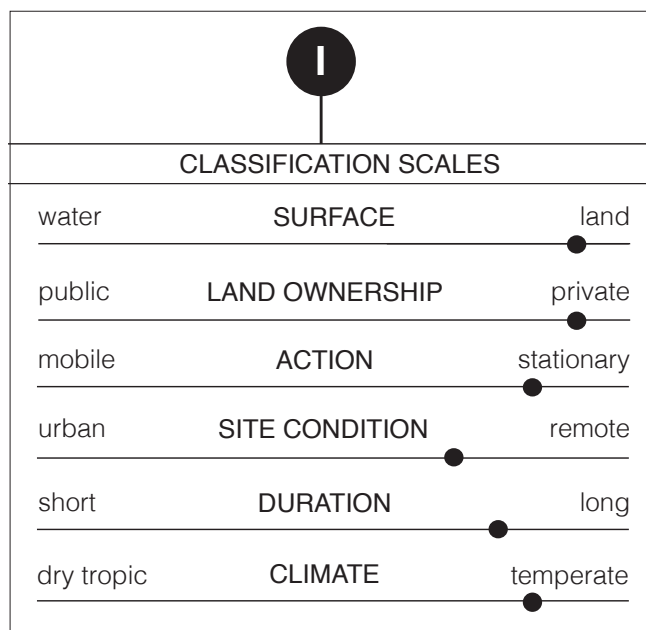 I
CLASSIFICATION SCALES
water SURFACE land
public LAND OWNERSHIP private
mobile ACTION stationary
urban SITE CONDITION remote
short DURATION long
dry tropic CLIMATE temperate